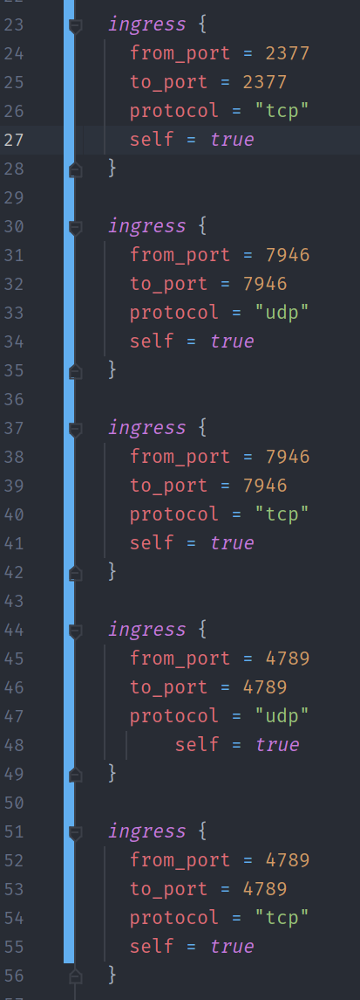 23 ingress {
24 from_port = 2377
25 to_port = 2377
26 protocol = "tcp"
27 self = true
28 }
29
30 ingress {
31 from_port = 7946
32 to_port = 7946
33 protocol = "udp"
34 self = true
35 }
36
37 ingress {
38 from_port = 7946
39 to_port = 7946
40 protocol = "tcp"
41 self = true
42 }
43
44 ingress {
45 from_port = 4789
46 to_port = 4789
47 protocol = "udp"
48 self = true
49 }
50
51 ingress {
52 from_port = 4789
53 to_port = 4789
54 protocol = "tcp"
55 self = true
56 }